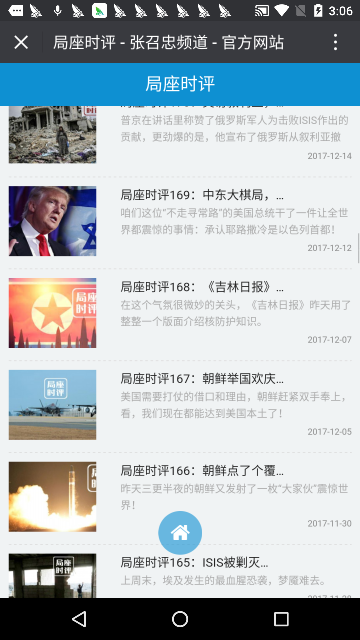 3:06
局座时评 - 张召忠频道 - 官方网站
局座时评
普京在讲话里称赞了俄罗斯军人为击败ISIS作出的
贡献，更劲爆的是，他宣布了俄罗斯从叙利亚撤
2017-12-14
局座时评169：中东大棋局，...
咱们这位“不走寻常路”的美国总统干了一件让全世
界都震惊的事情：承认耶路撒冷是以色列首都！
2017-12-12
局座时评168：《吉林日报》...
在这个气氛很微妙的关头，《吉林日报》昨天用了
整整一个版面介绍核防护知识。
2017-12-07
局座时评167：朝鲜举国欢庆...
美国需要打仗的借口和理由，朝鲜赶紧双手奉上，
看，我们现在都能达到美国本土了！
2017-12-05
局座时评166：朝鲜点了个覆...
昨天三更半夜的朝鲜又发射了一枚“大家伙”震惊世
界！
2017-11-30
局座时评165：ISIS被剿灭...
上周末，埃及发生的最血腥恐袭，梦魇难去。
局座
时评
局座
时评
局座
时评